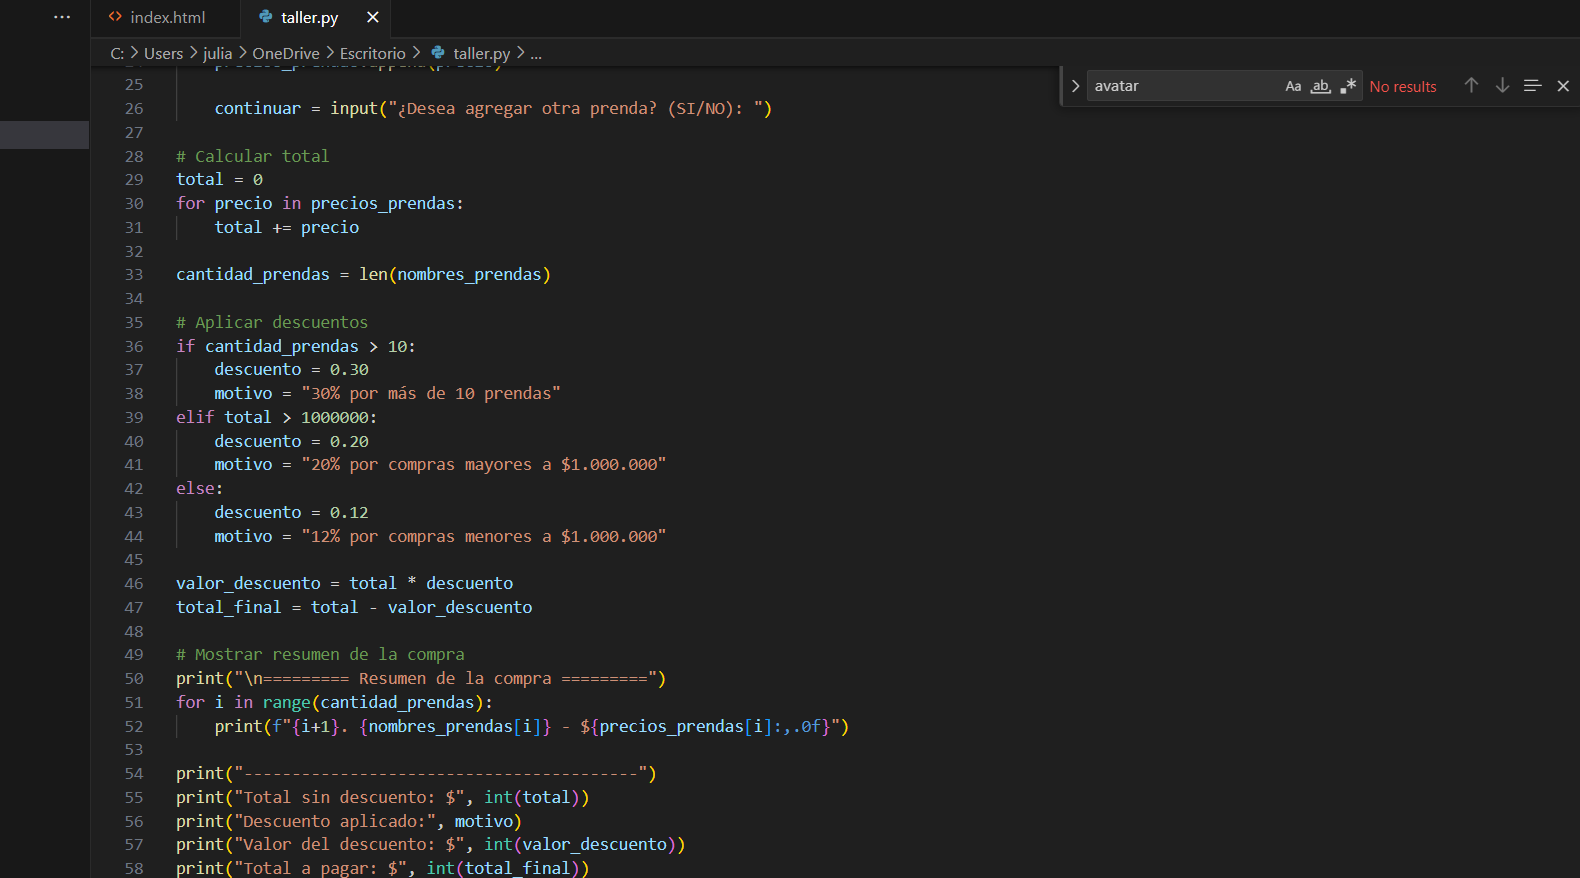 index.html
taller.py
C: > Users > julia > OneDrive > Escritorio > taller.py > ...
avatar
Aa ab .* No results
25
26 continuar = input("¿Desea agregar otra prenda? (SI/NO): ")
27
28 # Calcular total
29 total = 0
30 for precio in precios_prendas:
31 total += precio
32
33 cantidad_prendas = len(nombres_prendas)
34
35 # Aplicar descuentos
36 if cantidad_prendas > 10:
37 descuento = 0.30
38 motivo = "30% por más de 10 prendas"
39 elif total > 1000000:
40 descuento = 0.20
41 motivo = "20% por compras mayores a $1.000.000"
42 else:
43 descuento = 0.12
44 motivo = "12% por compras menores a $1.000.000"
45
46 valor_descuento = total * descuento
47 total_final = total - valor_descuento
48
49 # Mostrar resumen de la compra
50 print("\n========= Resumen de la compra =========")
51 for i in range(cantidad_prendas):
52 print(f"{i+1}. {nombres_prendas[i]} - ${precios_prendas[i]:,.0f}")
53
54 print("-----------------------------------------")
55 print("Total sin descuento: $", int(total))
56 print("Descuento aplicado:", motivo)
57 print("Valor del descuento: $", int(valor_descuento))
58 print("Total a pagar: $", int(total_final))